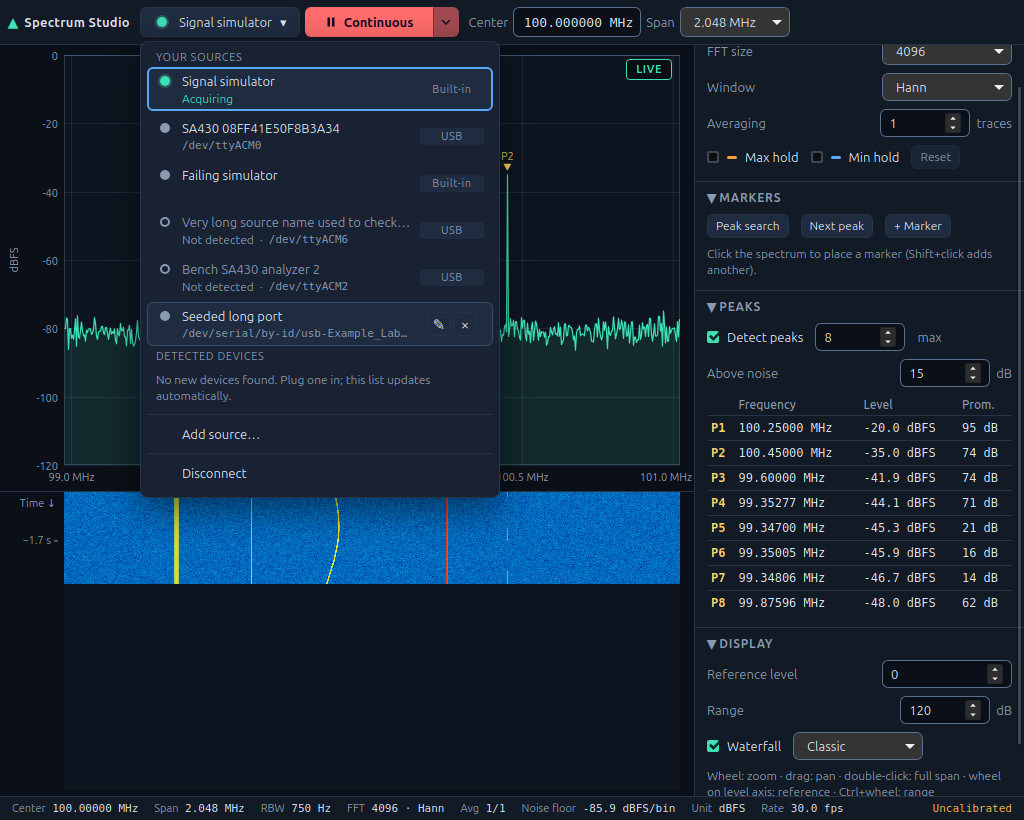 Spectrum Studio
Signal simulator ▾
Continuous
Center 100.000000 MHz
Span 2.048 MHz
YOUR SOURCES
Signal simulator
Acquiring
Built-in
SA430 08FF41E50F8B3A34
/dev/ttyACM0
USB
Failing simulator
Built-in
Very long source name used to check…
Not detected · /dev/ttyACM6
USB
Bench SA430 analyzer 2
Not detected · /dev/ttyACM2
USB
Seeded long port
/dev/serial/by-id/usb-Example_Lab…
✎ ×
DETECTED DEVICES
No new devices found. Plug one in; this list updates
automatically.
Add source…
Disconnect
LIVE
P2
0
-20
-40
-60
-80
-100
-120
dBFS
99.0 MHz
00.5 MHz
101.0 MHz
Time ↓
−1.7 s
FFT size 4096
Window Hann
Averaging 1 traces
Max hold Min hold Reset
▼ MARKERS
Peak search Next peak + Marker
Click the spectrum to place a marker (Shift+click adds
another).
▼ PEAKS
Detect peaks 8 max
Above noise 15 dB
Frequency Level Prom.
P1 100.25000 MHz -20.0 dBFS 95 dB
P2 100.45000 MHz -35.0 dBFS 74 dB
P3 99.60000 MHz -41.9 dBFS 74 dB
P4 99.35277 MHz -44.1 dBFS 71 dB
P5 99.34700 MHz -45.3 dBFS 21 dB
P6 99.35005 MHz -45.9 dBFS 16 dB
P7 99.34806 MHz -46.7 dBFS 14 dB
P8 99.87596 MHz -48.0 dBFS 62 dB
▼ DISPLAY
Reference level 0
Range 120 dB
Waterfall Classic
Wheel: zoom · drag: pan · double-click: full span · wheel
on level axis: reference · Ctrl+wheel: range
Center 100.00000 MHz Span 2.048 MHz RBW 750 Hz FFT 4096 · Hann Avg 1/1 Noise floor -85.9 dBFS/bin Unit dBFS Rate 30.0 fps Uncalibrated